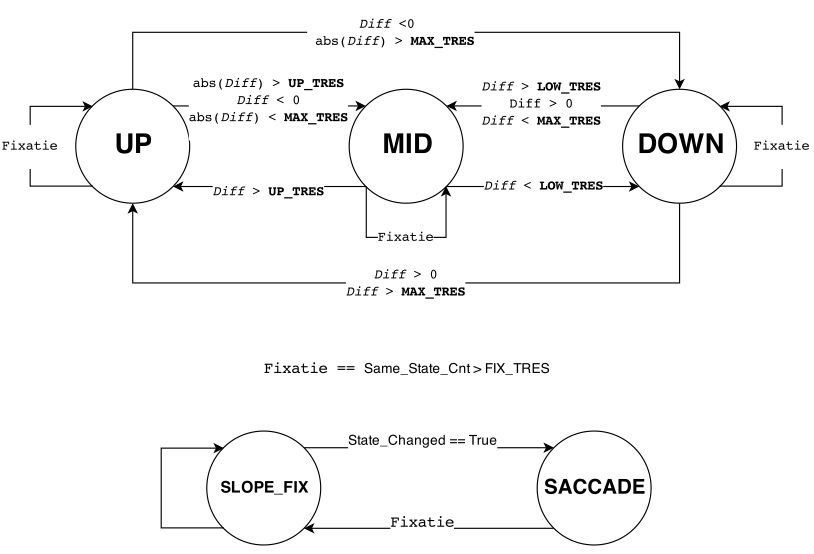 Diff <0
abs(Diff) > MAX_TRES
abs(Diff) > UP_TRES
Diff < 0
abs(Diff) < MAX_TRES
Diff > LOW_TRES
Diff > 0
Diff < MAX_TRES
Fixatie
UP
MID
DOWN
Fixatie
Diff > UP_TRES
Diff < LOW_TRES
Fixatie
Diff > 0
Diff > MAX_TRES
Fixatie == Same_State_Cnt > FIX_TRES
State_Changed == True
SLOPE_FIX
SACCADE
Fixatie